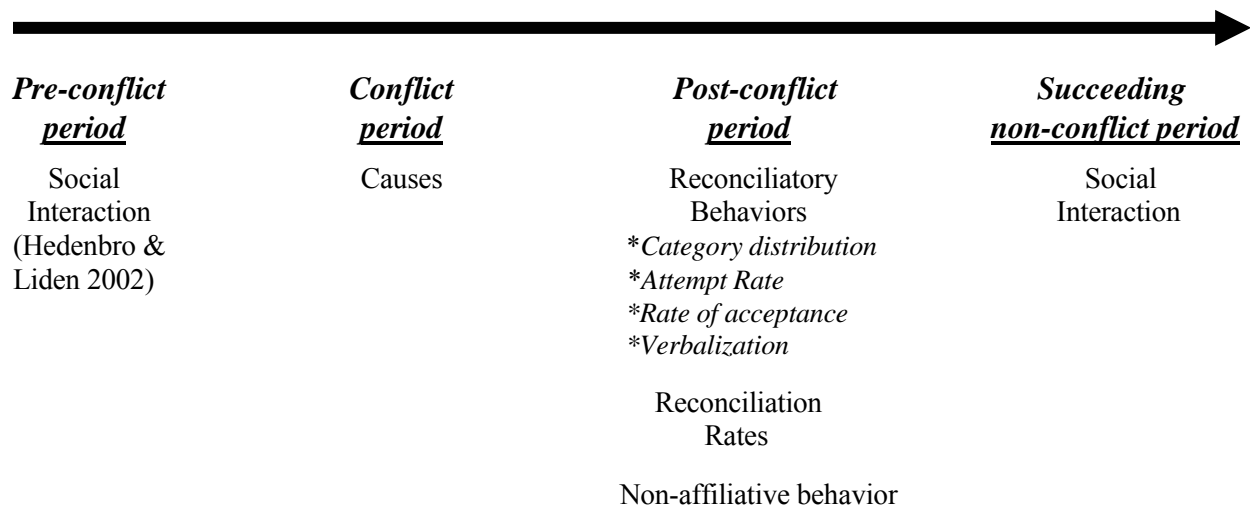 Pre-conflict
period
Social
Interaction
(Hedenbro &
Liden 2002)
Conflict
period
Causes
Post-conflict
period
Reconciliatory
Behaviors
*Category distribution
*Attempt Rate
*Rate of acceptance
*Verbalization
Reconciliation
Rates
Non-affiliative behavior
Succeeding
non-conflict period
Social
Interaction